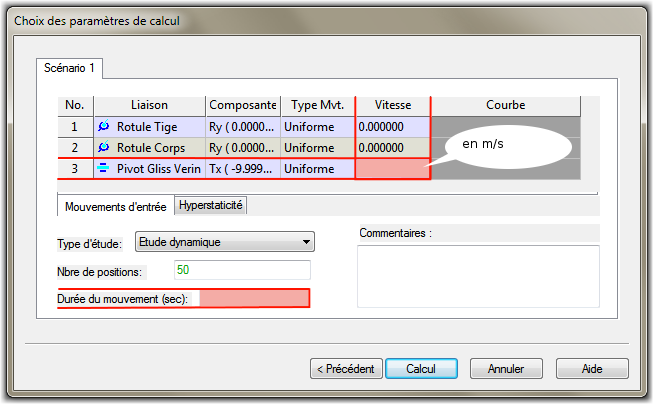 Choix des paramètres de calcul
Scénario 1
No. Liaison Composante Type Mvt. Vitesse Courbe
1 Rotule Tige Ry ( 0.0000... Uniforme 0.000000
2 Rotule Corps Ry ( 0.0000... Uniforme 0.000000
3 Pivot Gliss Verin Tx ( -9.999... Uniforme
en m/s
Mouvements d'entrée Hyperstaticité
Type d'étude: Etude dynamique
Commentaires :
Nbre de positions: 50
Durée du mouvement (sec):
< Précédent Calcul Annuler Aide